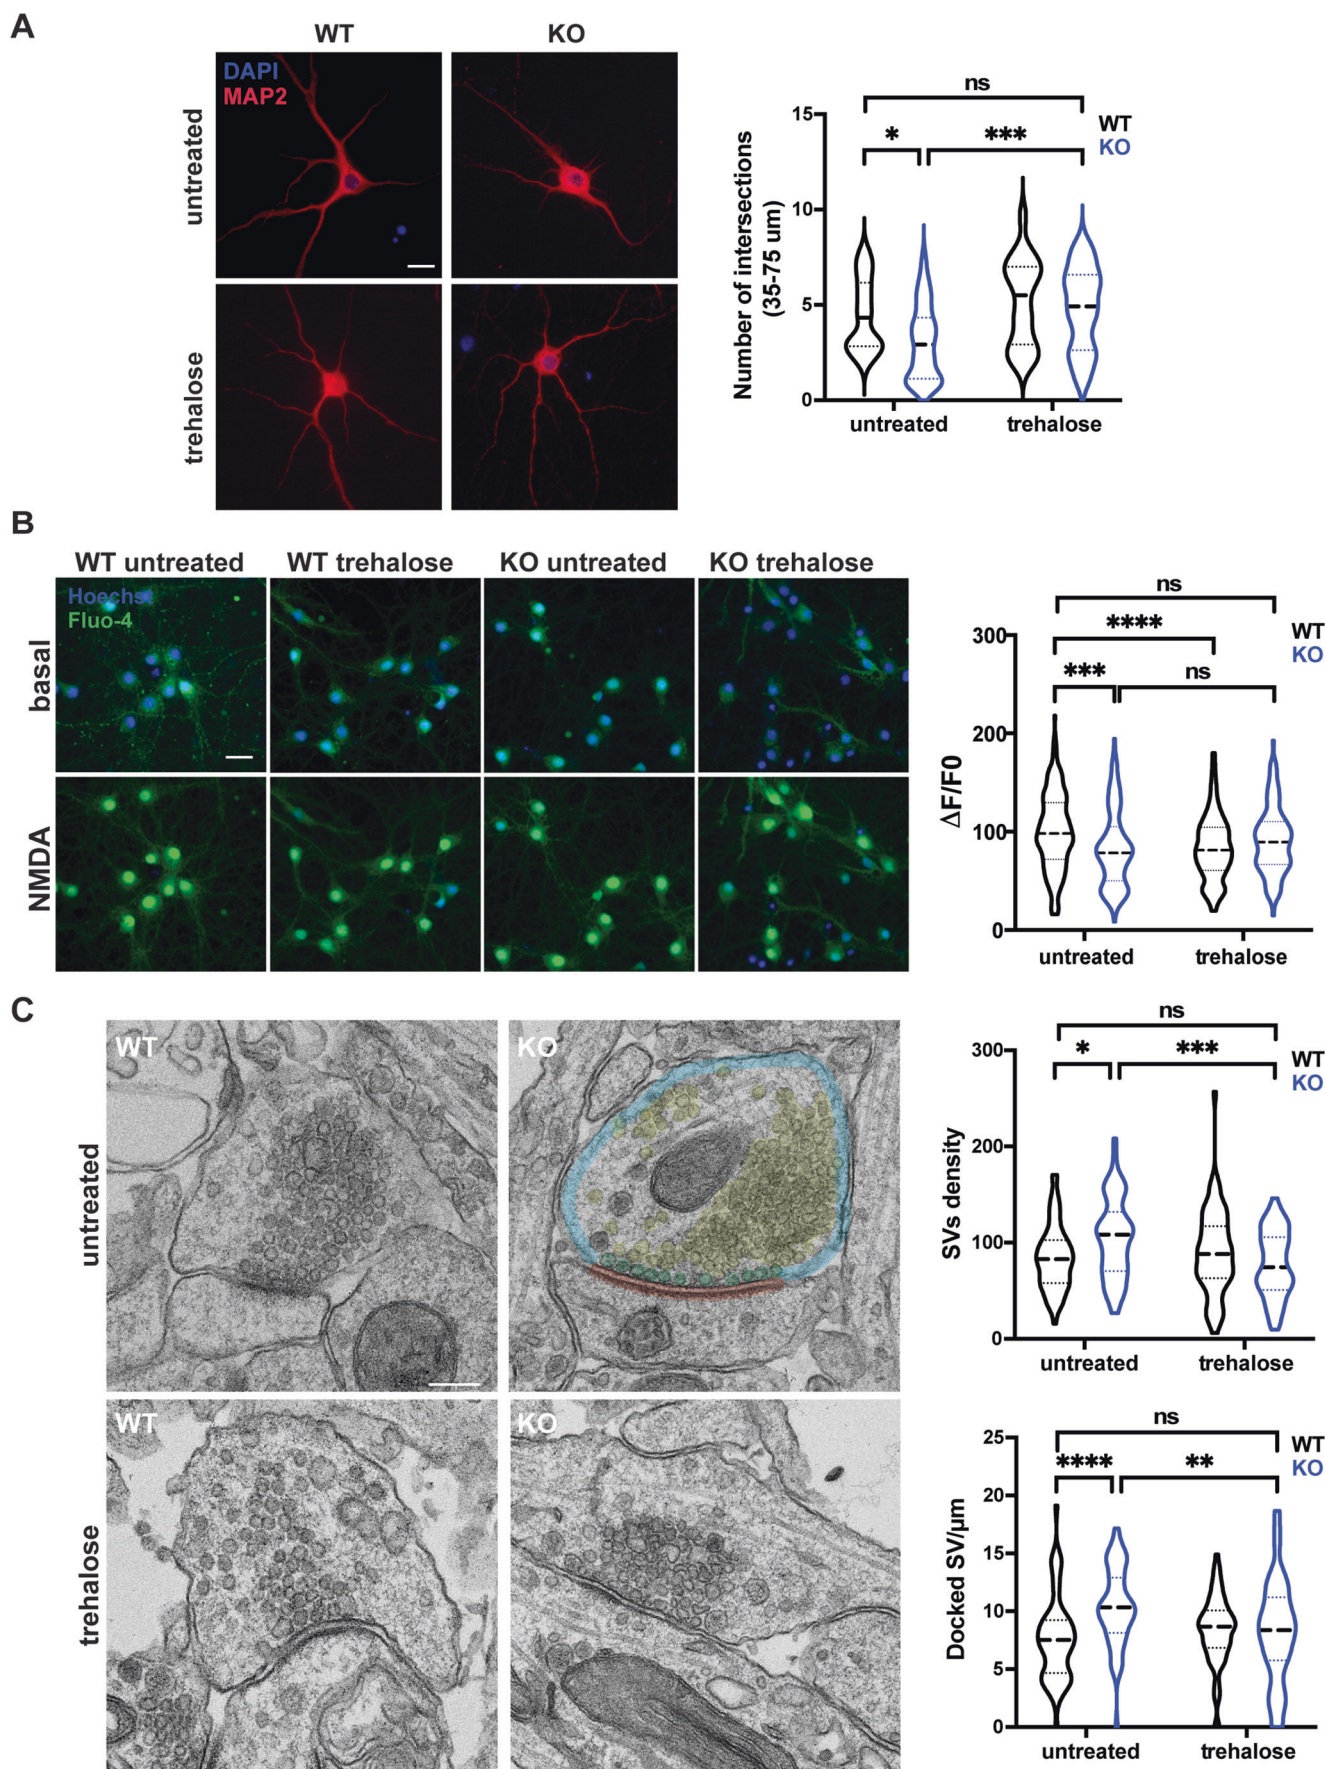 A
WT
KO
DAPI
MAP2
untreated
trehalose
ns
*
***
WT
KO
Number of intersections
(35-75 um)
15
10
5
0
untreated
trehalose
B
WT untreated
WT trehalose
KO untreated
KO trehalose
Hoechst
Fluo-4
basal
NMDA
ns
****
***
ns
WT
KO
ΔF/F0
300
200
100
0
untreated
trehalose
C
WT
KO
untreated
WT
KO
trehalose
ns
*
***
WT
KO
SVs density
300
200
100
0
untreated
trehalose
ns
****
**
WT
KO
Docked SV/µm
25
20
15
10
5
0
untreated
trehalose